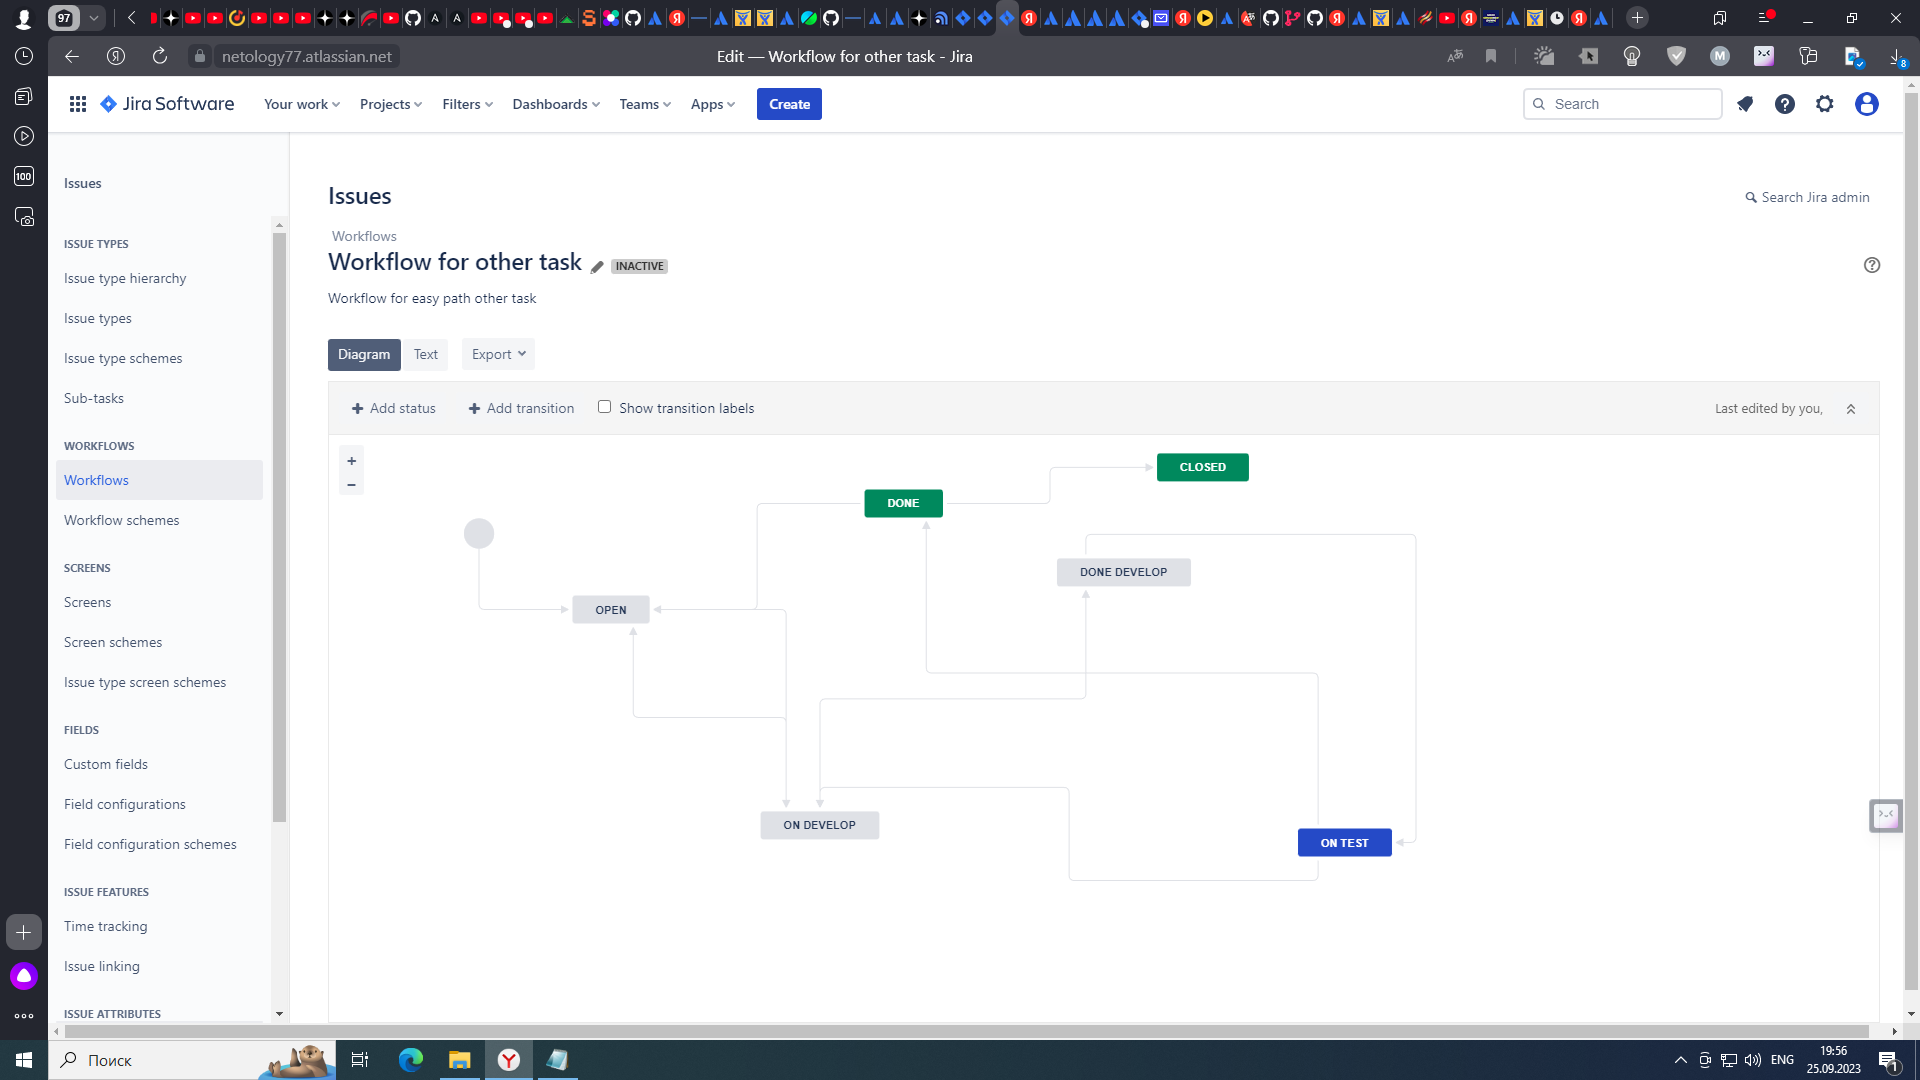 97
netology77.atlassian.net
Edit — Workflow for other task - Jira
8
100
Jira Software
Your work
Projects
Filters
Dashboards
Teams
Apps
Create
Search
Issues
ISSUE TYPES
Issue type hierarchy
Issue types
Issue type schemes
Sub-tasks
WORKFLOWS
Workflows
Workflow schemes
SCREENS
Screens
Screen schemes
Issue type screen schemes
FIELDS
Custom fields
Field configurations
Field configuration schemes
ISSUE FEATURES
Time tracking
Issue linking
ISSUE ATTRIBUTES
Issues
Search Jira admin
Workflows
Workflow for other task
INACTIVE
Workflow for easy path other task
Diagram
Text
Export
Add status
Add transition
Show transition labels
Last edited by you,
CLOSED
DONE
DONE DEVELOP
OPEN
ON DEVELOP
ON TEST
Поиск
ENG
19:56
25.09.2023
1